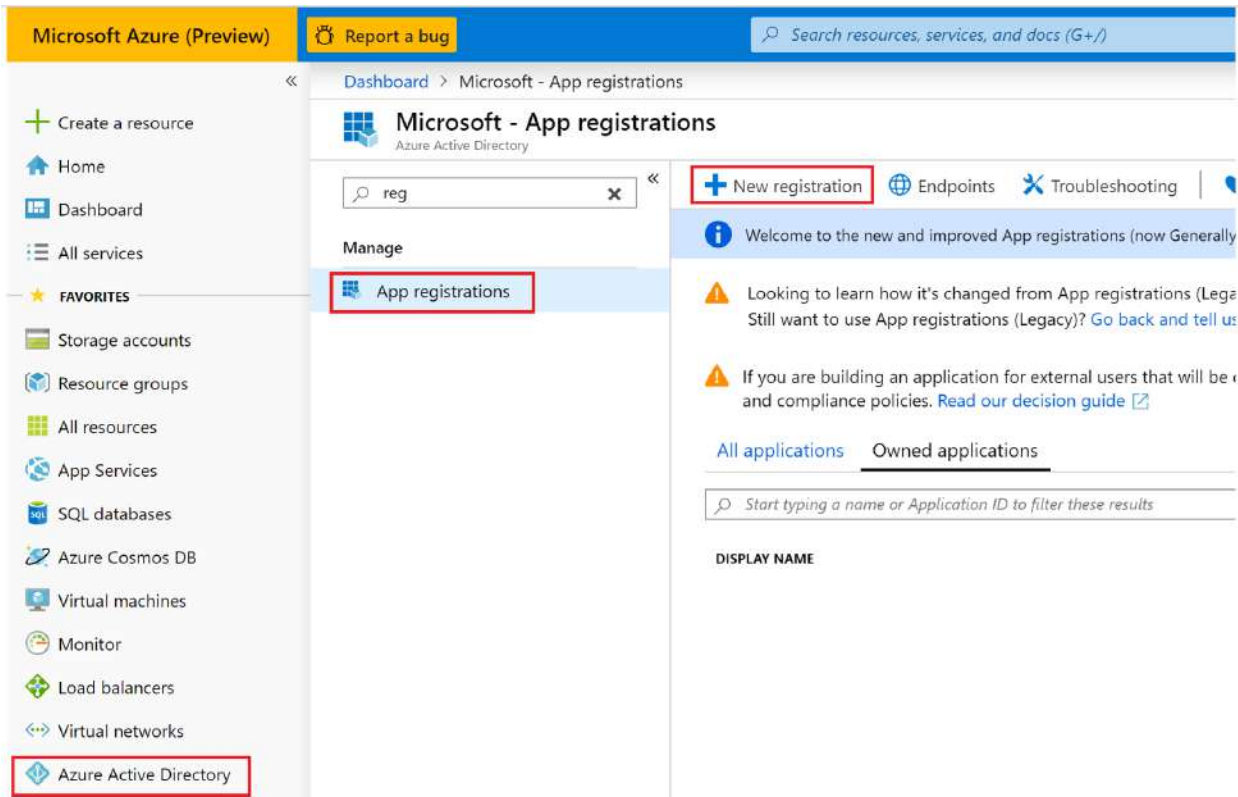 Microsoft Azure (Preview)
Report a bug
Search resources, services, and docs (G+/)
«
Dashboard > Microsoft - App registrations
Create a resource
Home
Dashboard
All services
FAVORITES
Storage accounts
Resource groups
All resources
App Services
SQL databases
Azure Cosmos DB
Virtual machines
Monitor
Load balancers
Virtual networks
Azure Active Directory
Microsoft - App registrations
Azure Active Directory
reg
«
Manage
App registrations
New registration
Endpoints
Troubleshooting
Welcome to the new and improved App registrations (now Generally
Looking to learn how it's changed from App registrations (Lega
Still want to use App registrations (Legacy)? Go back and tell us
If you are building an application for external users that will be
and compliance policies. Read our decision guide
All applications
Owned applications
Start typing a name or Application ID to filter these results
DISPLAY NAME